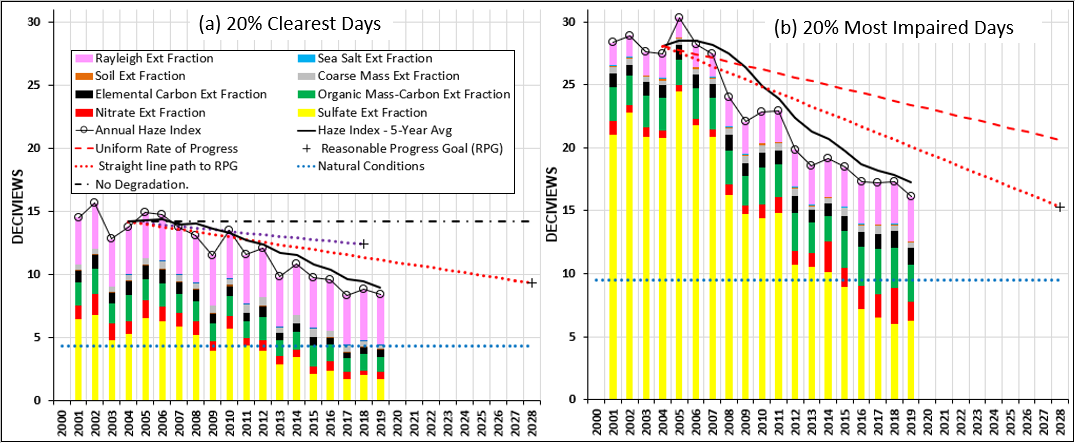 (a) 20% Clearest Days
30
25
20
15
10
5
0
DECIVIEWS
Rayleigh Ext Fraction
Sea Salt Ext Fraction
Soil Ext Fraction
Coarse Mass Ext Fraction
Elemental Carbon Ext Fraction
Organic Mass-Carbon Ext Fraction
Nitrate Ext Fraction
Sulfate Ext Fraction
Annual Haze Index
Haze Index - 5-Year Avg
Uniform Rate of Progress
Reasonable Progress Goal (RPG)
Straight line path to RPG
Natural Conditions
No Degradation.
2000 2001 2002 2003 2004 2005 2006 2007 2008 2009 2010 2011 2012 2013 2014 2015 2016 2017 2018 2019 2020 2021 2022 2023 2024 2025 2026 2027 2028
(b) 20% Most Impaired Days
30
25
20
15
10
5
0
DECIVIEWS
2000 2001 2002 2003 2004 2005 2006 2007 2008 2009 2010 2011 2012 2013 2014 2015 2016 2017 2018 2019 2020 2021 2022 2023 2024 2025 2026 2027 2028